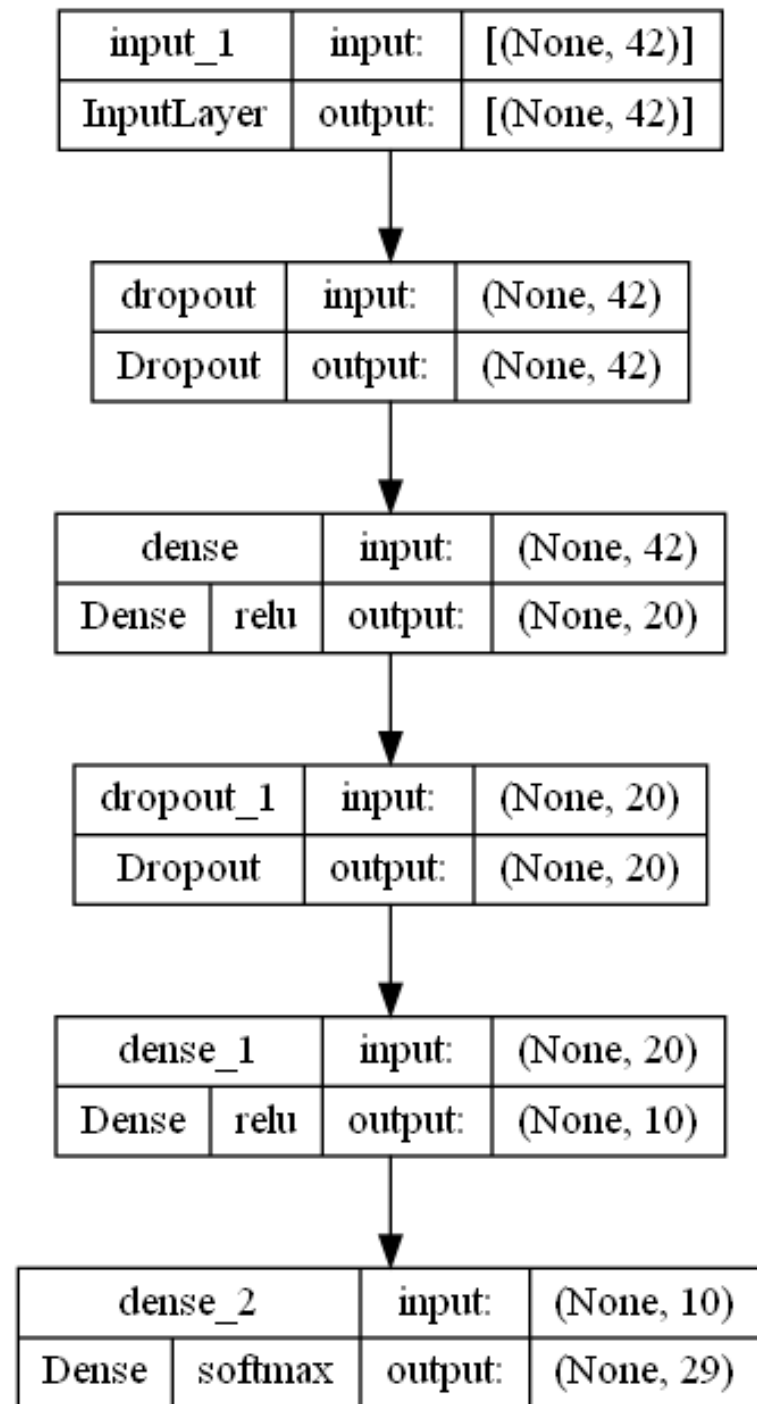 input_1 input: [(None, 42)]
InputLayer output: [(None, 42)]
dropout input: (None, 42)
Dropout output: (None, 42)
dense input: (None, 42)
Dense relu output: (None, 20)
dropout_1 input: (None, 20)
Dropout output: (None, 20)
dense_1 input: (None, 20)
Dense relu output: (None, 10)
dense_2 input: (None, 10)
Dense softmax output: (None, 29)